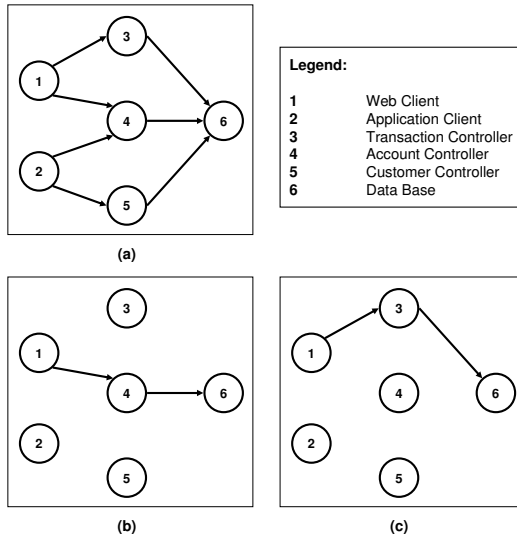 3
1
4
6
2
5
(a)
Legend:
1 Web Client
2 Application Client
3 Transaction Controller
4 Account Controller
5 Customer Controller
6 Data Base
3
1
4
6
2
5
(b)
3
1
4
6
2
5
(c)